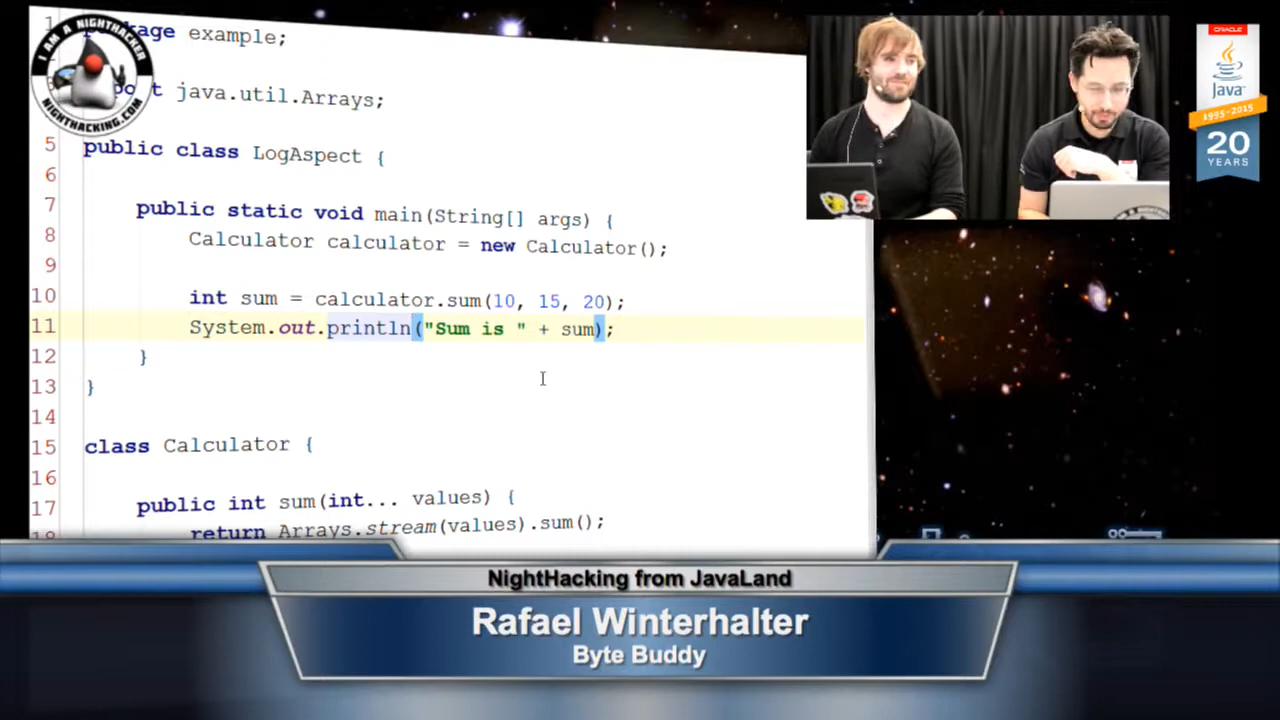 I AM A NIGHTHACKER
NIGHTHACKING.COM
ORACLE
Java
1995-2015
20
YEARS
example;
java.util.Arrays;
5 public class LogAspect {
6
7 public static void main(String[] args) {
8 Calculator calculator = new Calculator();
9
10 int sum = calculator.sum(10, 15, 20);
11 System.out.println("Sum is " + sum);
12 }
13 }
14
15 class Calculator {
16
17 public int sum(int... values) {
return Arrays.stream(values).sum();
NightHacking from JavaLand
Rafael Winterhalter
Byte Buddy